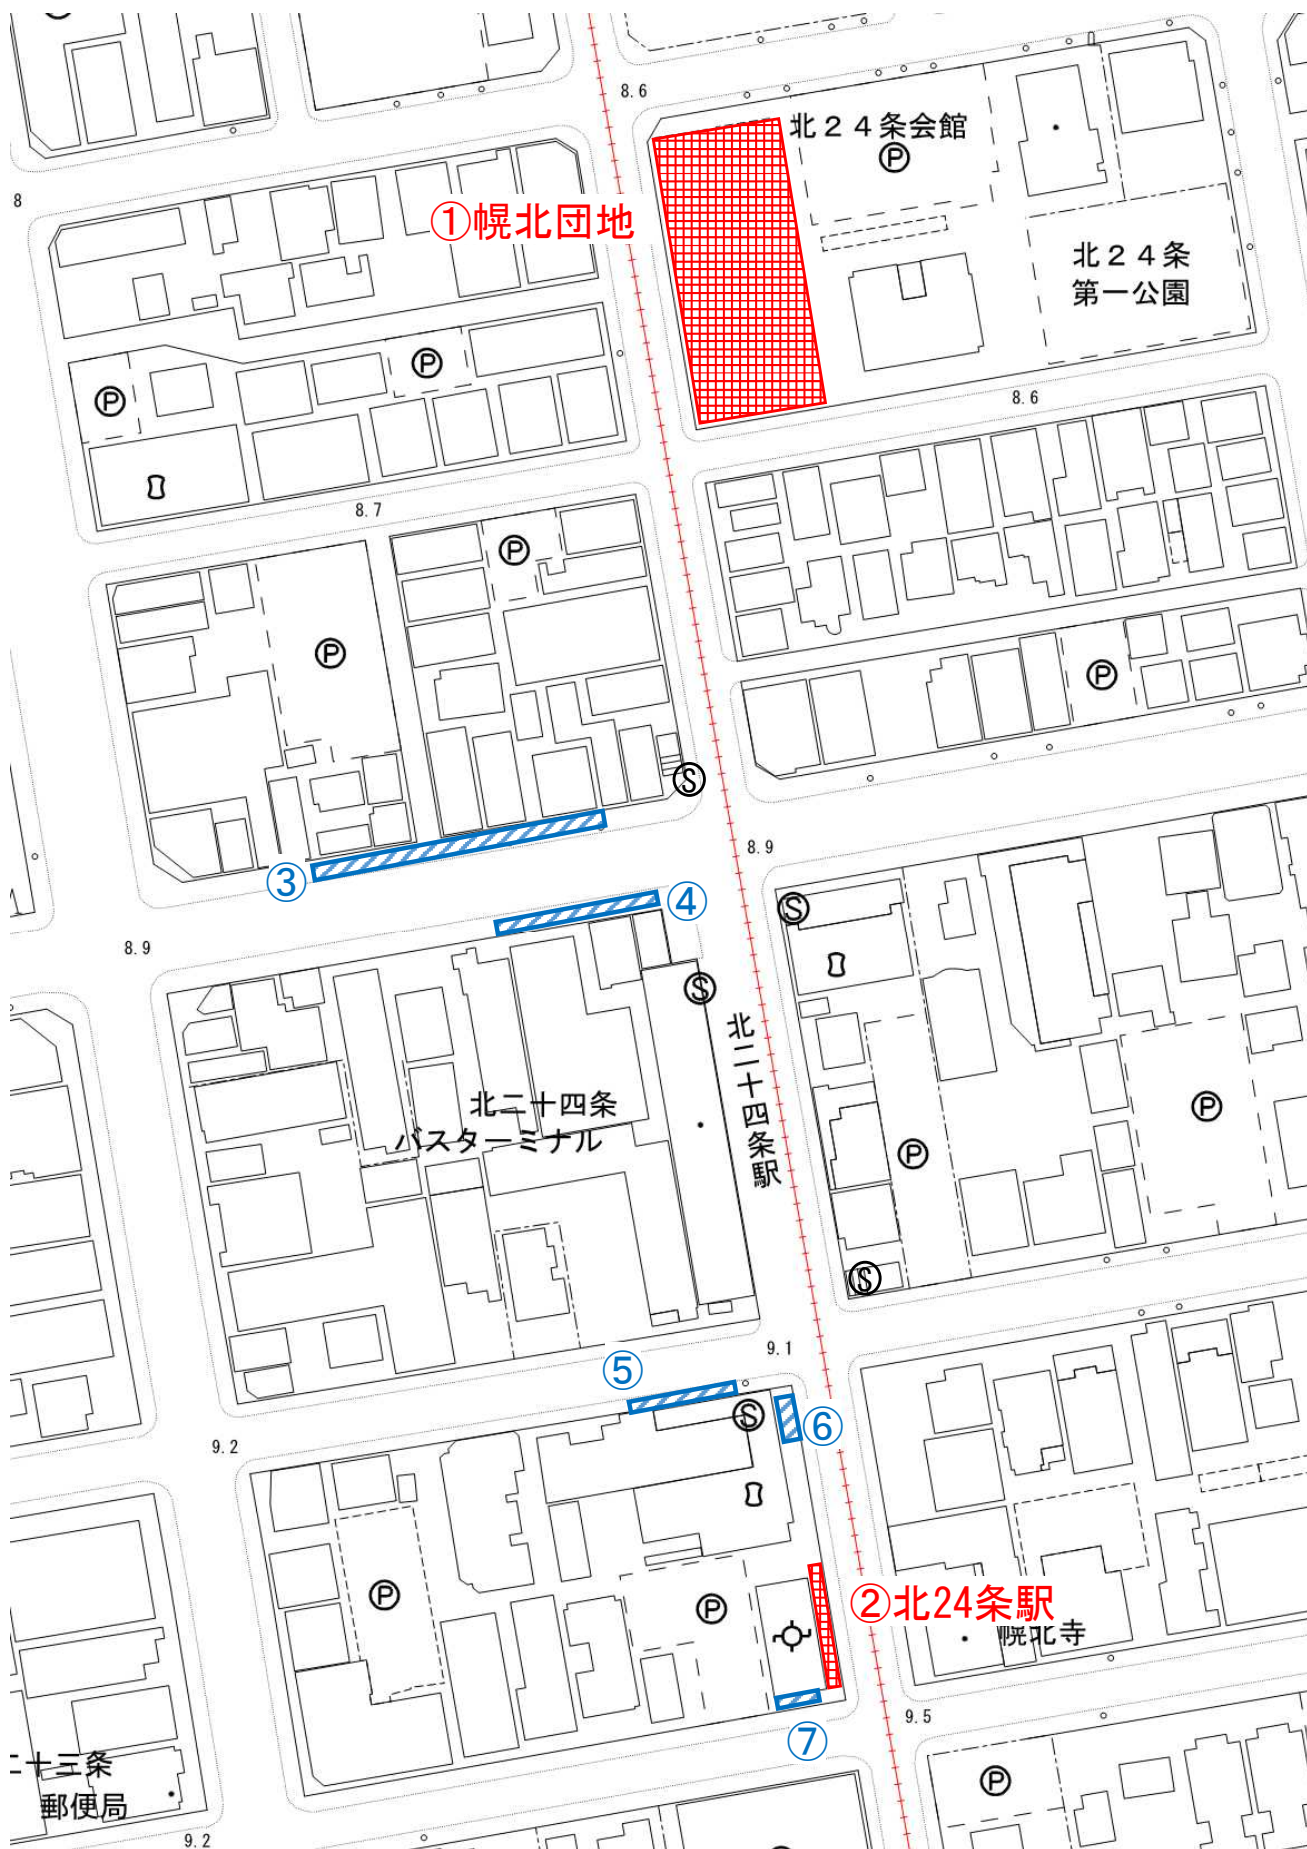 8.6
北２４条会館
Ⓟ
8
①幌北団地
北２４条
第一公園
Ⓟ
Ⓟ
8.6
8.7
Ⓟ
Ⓟ
Ⓟ
Ⓢ
8.9
③
④
Ⓢ
8.9
Ⓢ
北二十四条駅
北二十四条
バスターミナル
Ⓟ
Ⓟ
Ⓢ
9.1
⑤
Ⓢ
⑥
9.2
Ⓟ
Ⓟ
②北24条駅
幌北寺
9.5
⑦
二十三条
郵便局
Ⓟ
9.2